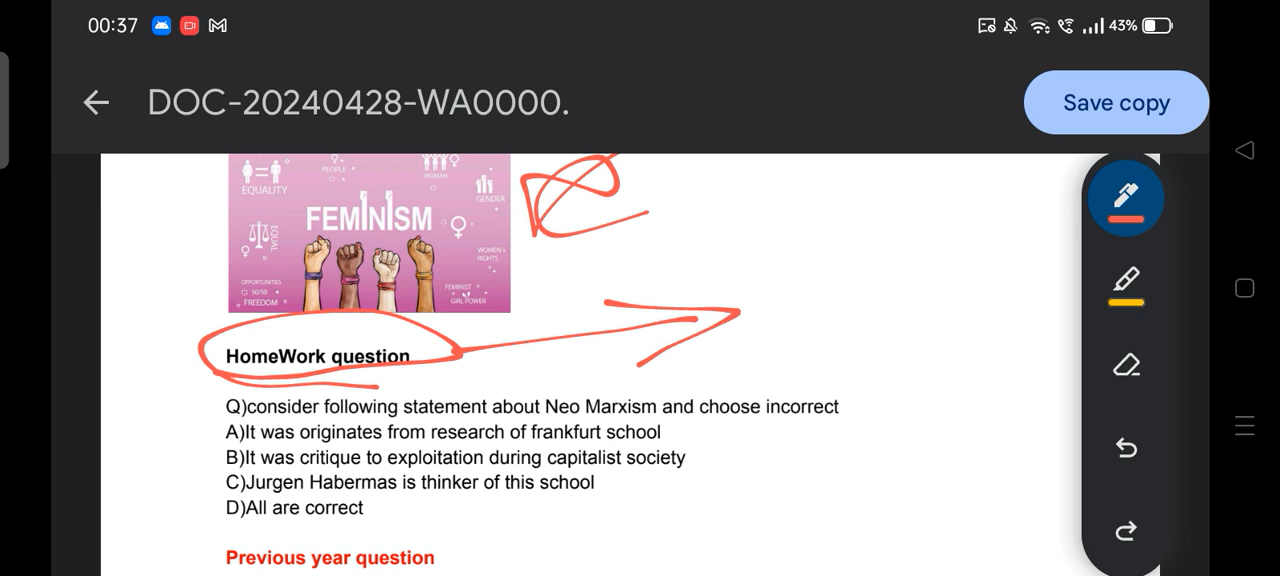 00:37
43%
DOC-20240428-WA0000.
Save copy
EQUALITY
PEOPLE
WOMAN
GENDER
FEMINISM
EQUAL
WOMEN's
RIGHTS
OPPORTUNITIES
50/50
FREEDOM
FEMINIST
GIRL POWER
HomeWork question
Q)consider following statement about Neo Marxism and choose incorrect
A)It was originates from research of frankfurt school
B)It was critique to exploitation during capitalist society
C)Jurgen Habermas is thinker of this school
D)All are correct
Previous year question